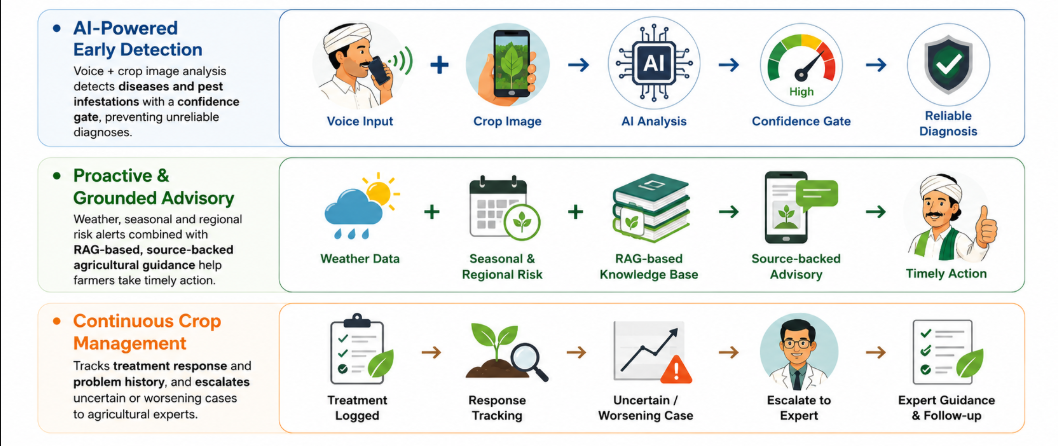 AI-Powered
Early Detection
Voice + crop image analysis
detects diseases and pest
infestations with a confidence
gate, preventing unreliable
diagnoses.
Voice Input
Crop Image
AI
AI Analysis
High
Confidence Gate
Reliable
Diagnosis
Proactive &
Grounded Advisory
Weather, seasonal and regional
risk alerts combined with
RAG-based, source-backed
agricultural guidance help
farmers take timely action.
Weather Data
Seasonal &
Regional Risk
RAG-based
Knowledge Base
Source-backed
Advisory
Timely Action
Continuous Crop
Management
Tracks treatment response and
problem history, and escalates
uncertain or worsening cases
to agricultural experts.
Treatment
Logged
Response
Tracking
Uncertain /
Worsening Case
Escalate to
Expert
Expert Guidance
& Follow-up